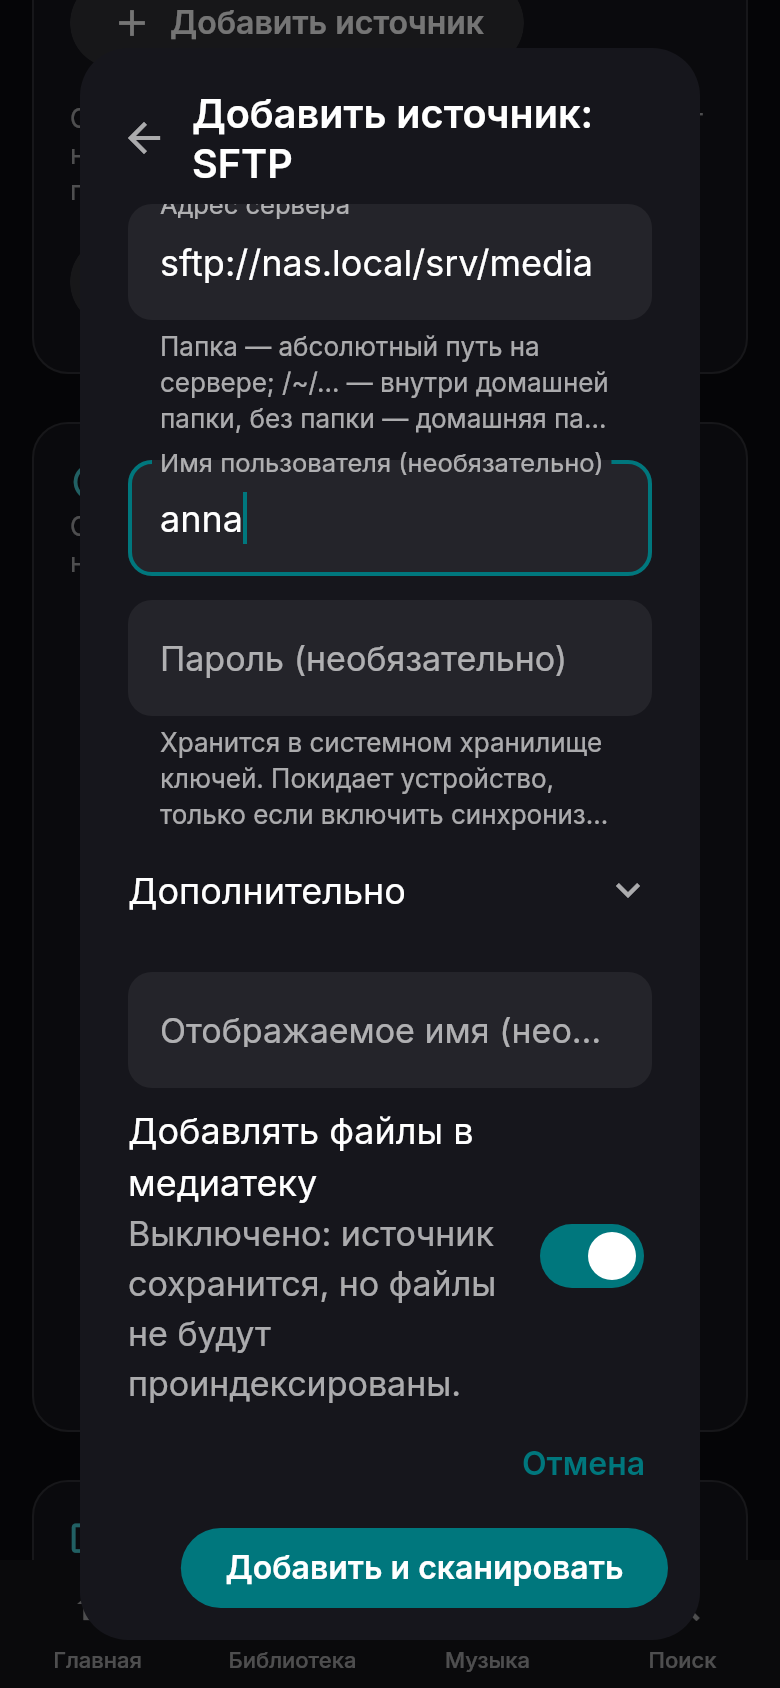 Добавить источник
Добавить источник:
SFTP
Адрес сервера
sftp://nas.local/srv/media
Папка — абсолютный путь на
сервере; /~/... — внутри домашней
папки, без папки — домашняя па...
Имя пользователя (необязательно)
anna
Пароль (необязательно)
Хранится в системном хранилище
ключей. Покидает устройство,
только если включить синхрониз...
Дополнительно
Отображаемое имя (нео...
Добавлять файлы в
медиатеку
Выключено: источник
сохранится, но файлы
не будут
проиндексированы.
Отмена
Добавить и сканировать
Главная
Библиотека
Музыка
Поиск